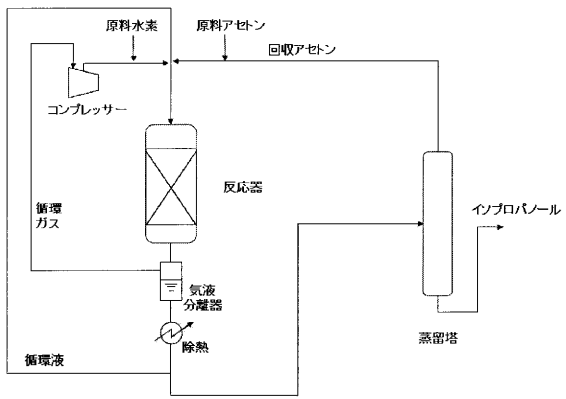 原料水素
原料アセトン
回収アセトン
コンプレッサー
反応器
循環
ガス
イソプロパノール
気液
分離器
除熱
蒸留塔
循環液